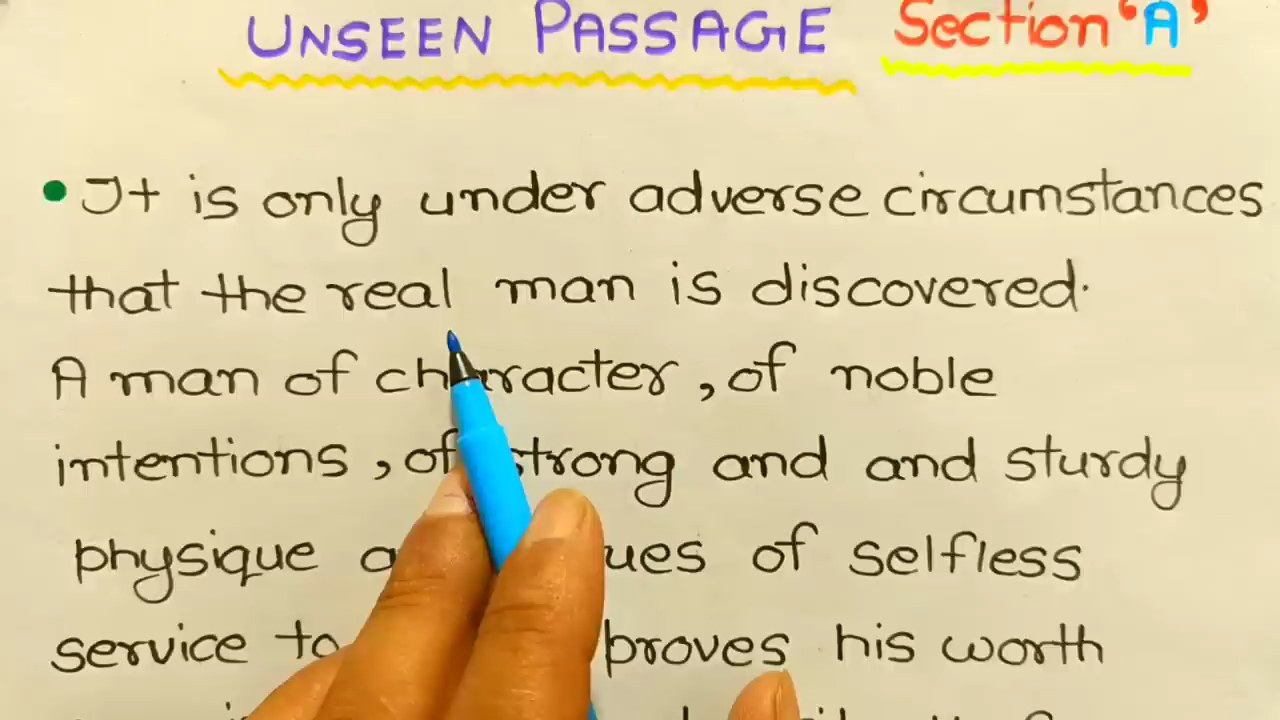 UNSEEN PASSAGE Section 'A'
• It is only under adverse circumstances
that the real man is discovered.
A man of character, of noble
intentions, of strong and and sturdy
physique of selfless
service to proves his worth